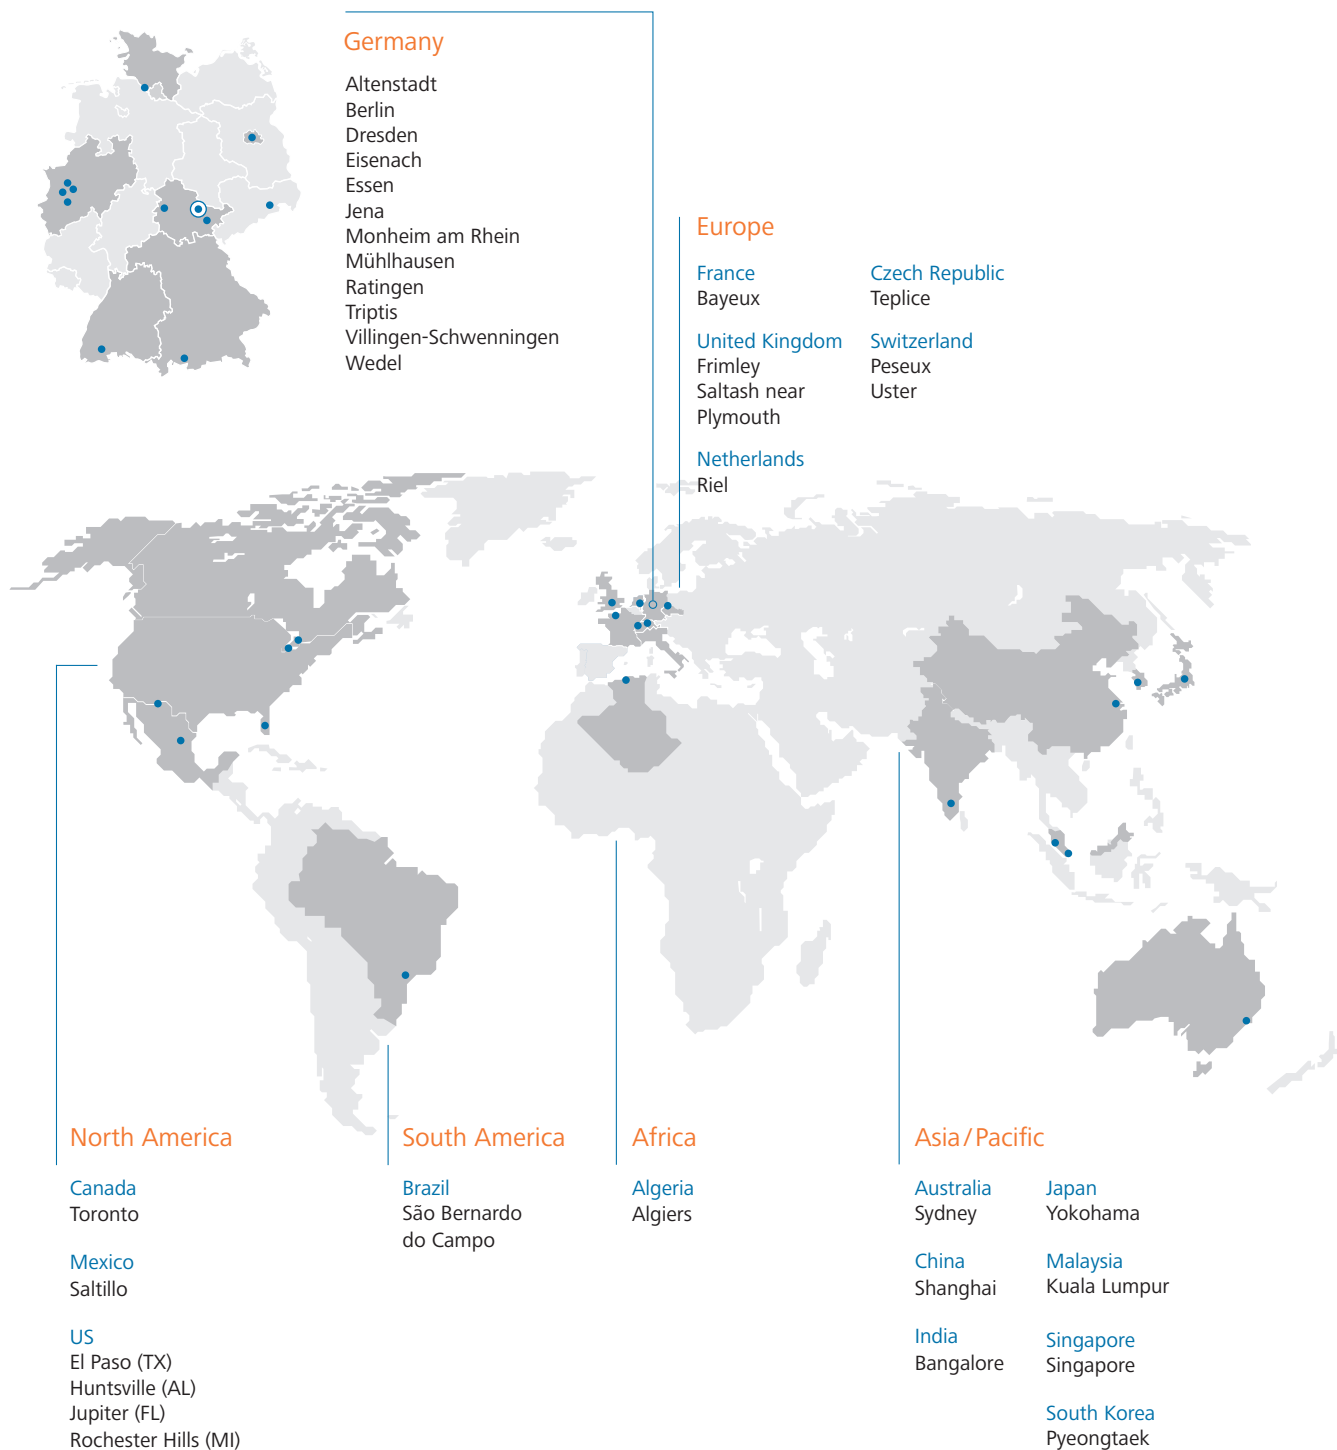 Germany
Altenstadt
Berlin
Dresden
Eisenach
Essen
Jena
Monheim am Rhein
Mühlhausen
Ratingen
Triptis
Villingen-Schwenningen
Wedel
Europe
France
Bayeux
United Kingdom
Frimley
Saltash near
Plymouth
Netherlands
Riel
Czech Republic
Teplice
Switzerland
Peseux
Uster
North America
Canada
Toronto
Mexico
Saltillo
US
El Paso (TX)
Huntsville (AL)
Jupiter (FL)
Rochester Hills (MI)
South America
Brazil
São Bernardo
do Campo
Africa
Algeria
Algiers
Asia/Pacific
Australia
Sydney
China
Shanghai
India
Bangalore
Japan
Yokohama
Malaysia
Kuala Lumpur
Singapore
Singapore
South Korea
Pyeongtaek